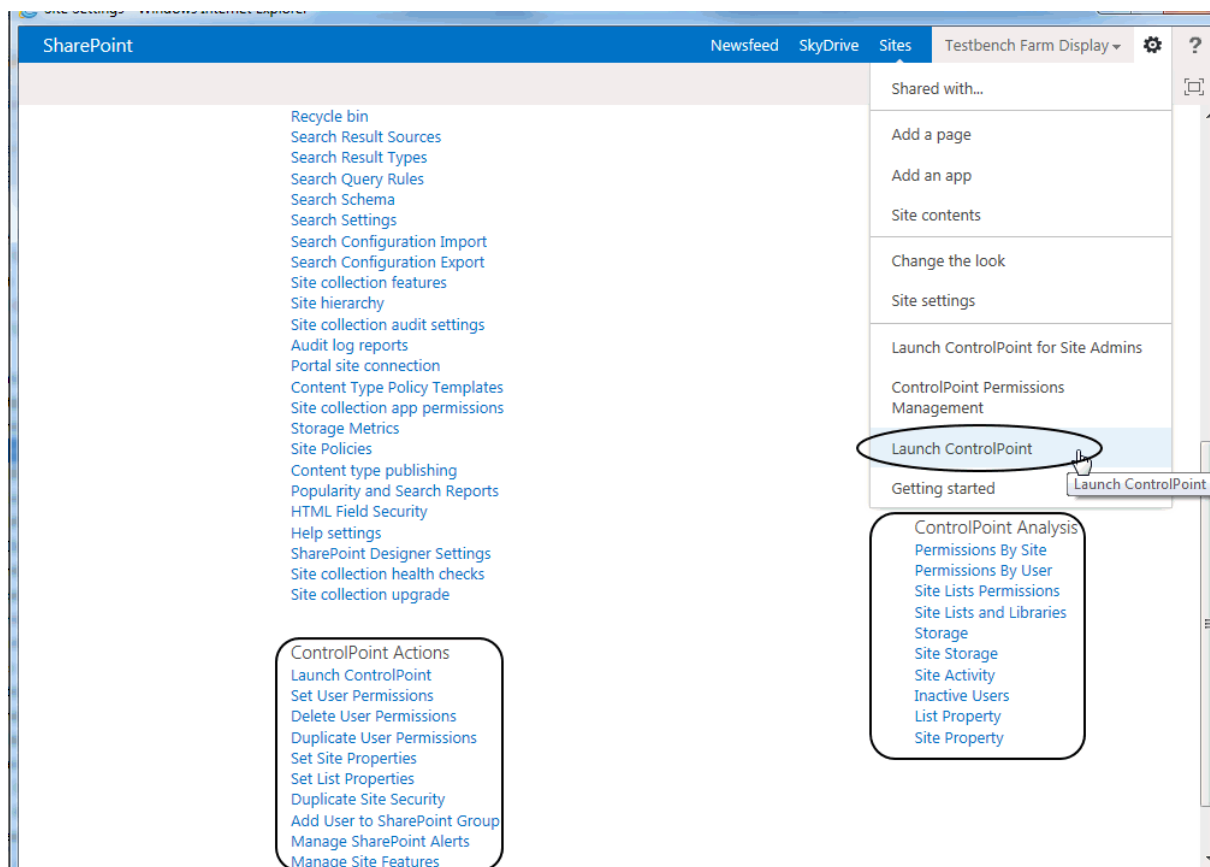 Site Settings - Windows Internet Explorer
SharePoint
Newsfeed SkyDrive Sites Testbench Farm Display
?
Shared with...
Add a page
Add an app
Site contents
Change the look
Site settings
Launch ControlPoint for Site Admins
ControlPoint Permissions
Management
Launch ControlPoint
Launch ControlPoint
Getting started
Recycle bin
Search Result Sources
Search Result Types
Search Query Rules
Search Schema
Search Settings
Search Configuration Import
Search Configuration Export
Site collection features
Site hierarchy
Site collection audit settings
Audit log reports
Portal site connection
Content Type Policy Templates
Site collection app permissions
Storage Metrics
Site Policies
Content type publishing
Popularity and Search Reports
HTML Field Security
Help settings
SharePoint Designer Settings
Site collection health checks
Site collection upgrade
ControlPoint Actions
Launch ControlPoint
Set User Permissions
Delete User Permissions
Duplicate User Permissions
Set Site Properties
Set List Properties
Duplicate Site Security
Add User to SharePoint Group
Manage SharePoint Alerts
Manage Site Features
ControlPoint Analysis
Permissions By Site
Permissions By User
Site Lists Permissions
Site Lists and Libraries
Storage
Site Storage
Site Activity
Inactive Users
List Property
Site Property